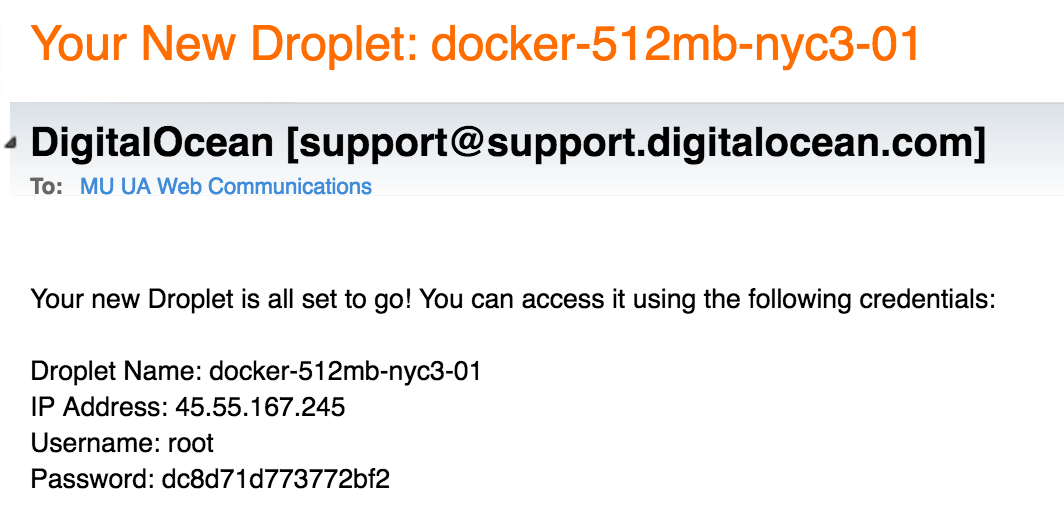 Your New Droplet: docker-512mb-nyc3-01
DigitalOcean [support@support.digitalocean.com]
To: MU UA Web Communications
Your new Droplet is all set to go! You can access it using the following credentials:
Droplet Name: docker-512mb-nyc3-01
IP Address: 45.55.167.245
Username: root
Password: dc8d71d773772bf2